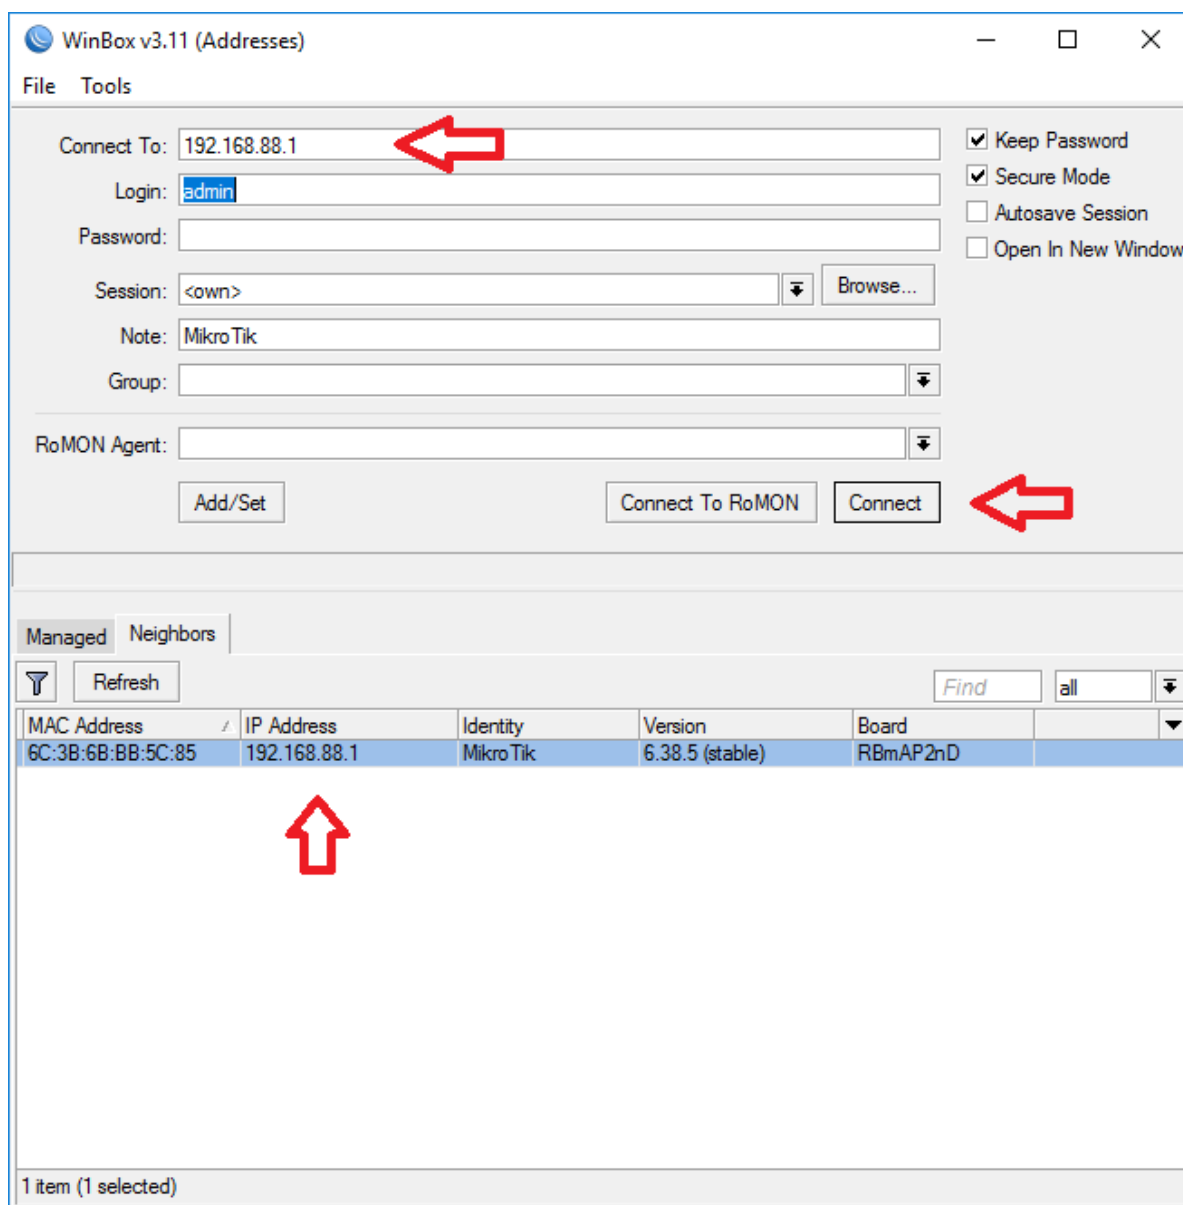 WinBox v3.11 (Addresses)
File Tools
Connect To: 192.168.88.1
Keep Password
Login: admin
Secure Mode
Password:
Autosave Session
Open In New Window
Session: <own> Browse...
Note: MikroTik
Group:
RoMON Agent:
Add/Set Connect To RoMON Connect
Managed Neighbors
Refresh Find all
MAC Address IP Address Identity Version Board
6C:3B:6B:BB:5C:85 192.168.88.1 MikroTik 6.38.5 (stable) RBmAP2nD
1 item (1 selected)